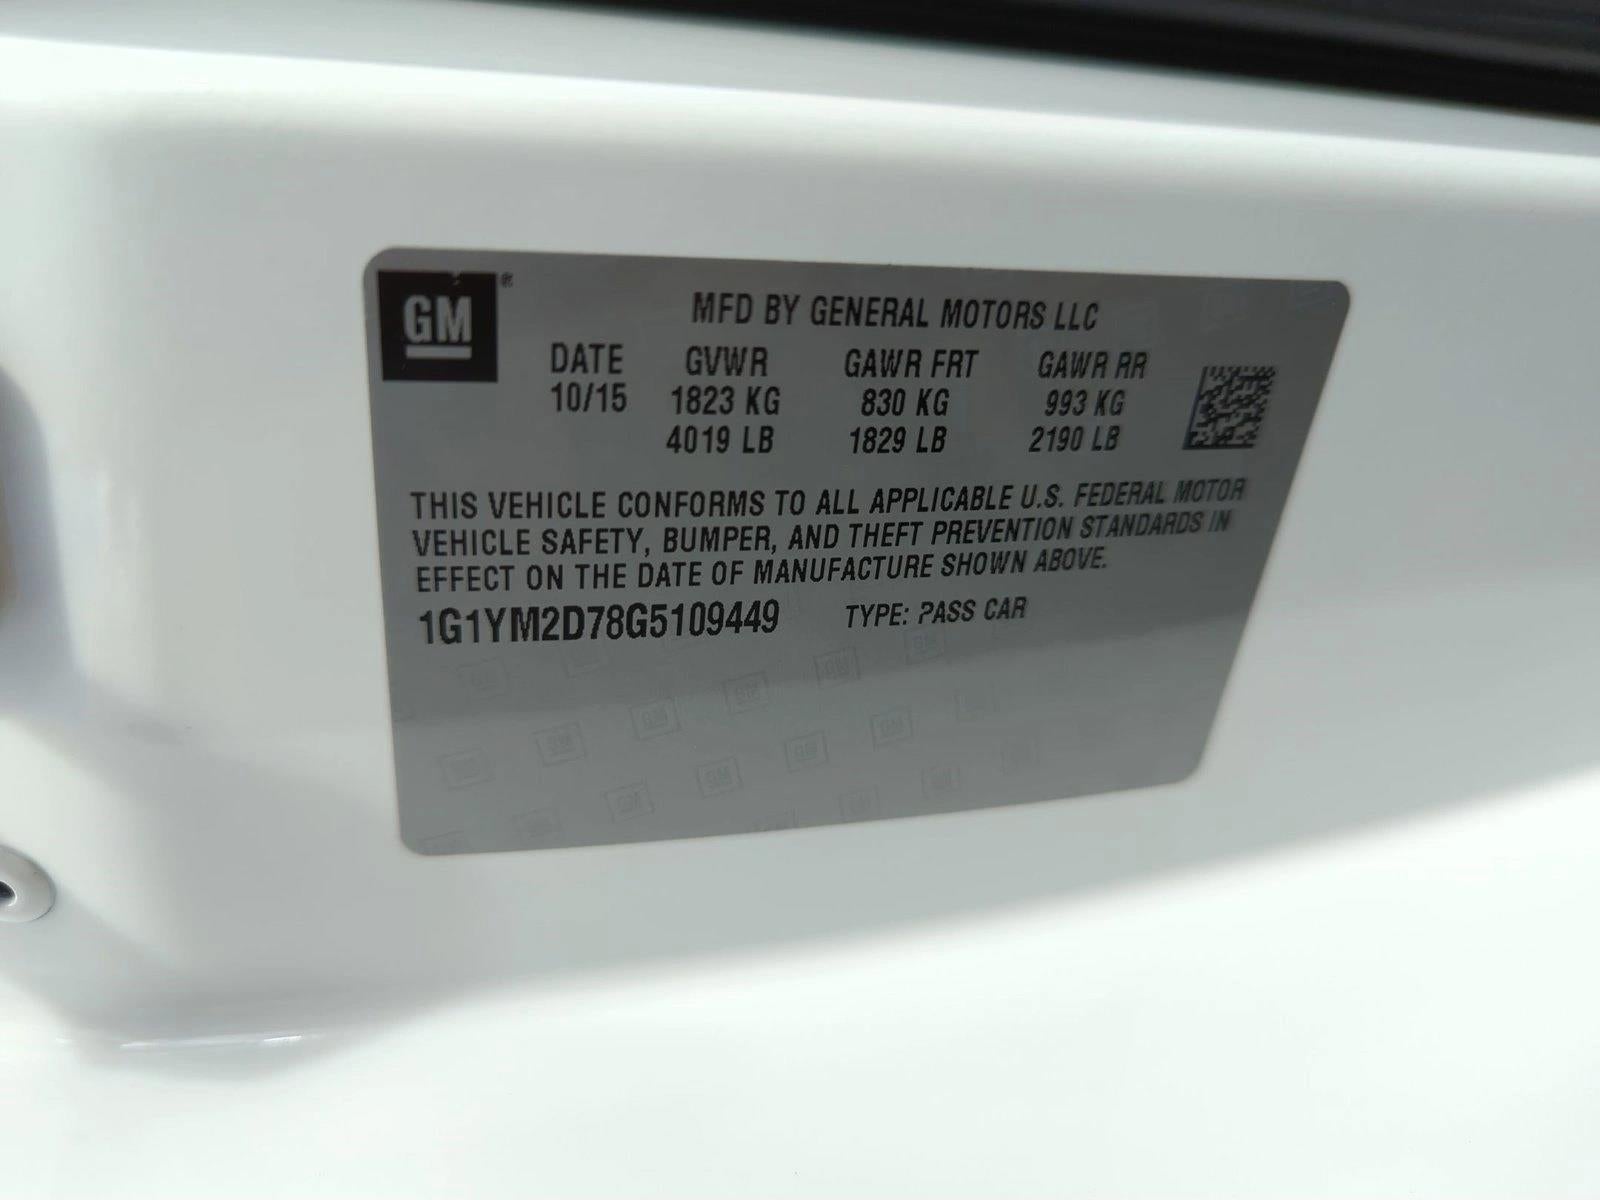 GM®
MFD BY GENERAL MOTORS LLC
DATE GVWR GAWR FRT GAWR RR
10/15 1823 KG 830 KG 993 KG
4019 LB 1829 LB 2190 LB
THIS VEHICLE CONFORMS TO ALL APPLICABLE U.S. FEDERAL MOTOR
VEHICLE SAFETY, BUMPER, AND THEFT PREVENTION STANDARDS IN
EFFECT ON THE DATE OF MANUFACTURE SHOWN ABOVE.
1G1YM2D78G5109449 TYPE: PASS CAR